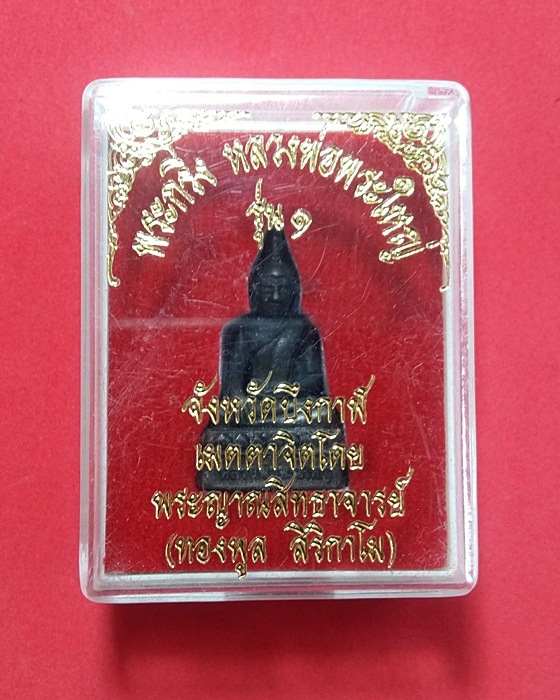 พระกริ่ง หลวงพ่อพระใหญ่
รุ่น ๑
จังหวัดบึงกาฬ
เมตตาจิตโดย
พระญาณสิทธาจารย์
(ทองพูล สิริกาโม)